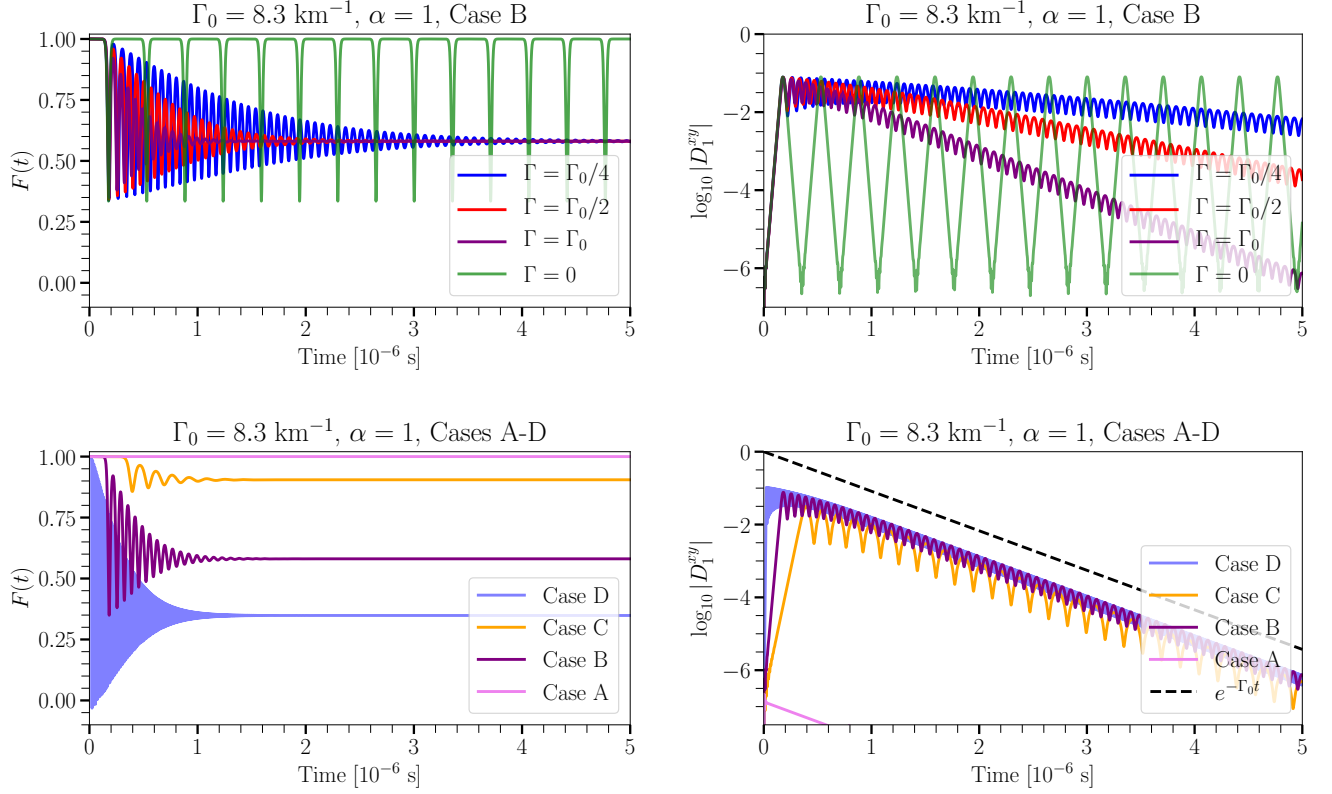 Γ₀ = 8.3 km⁻¹, α = 1, Case B
F(t)
1.00
0.75
0.50
0.25
0.00
Γ = Γ₀/4
Γ = Γ₀/2
Γ = Γ₀
Γ = 0
0 1 2 3 4 5
Time [10⁻⁶ s]
Γ₀ = 8.3 km⁻¹, α = 1, Case B
log₁₀ |D₁ˣʸ|
0
−2
−4
−6
Γ = Γ₀/4
Γ = Γ₀/2
Γ = Γ₀
Γ = 0
0 1 2 3 4 5
Time [10⁻⁶ s]
Γ₀ = 8.3 km⁻¹, α = 1, Cases A-D
F(t)
1.00
0.75
0.50
0.25
0.00
Case D
Case C
Case B
Case A
0 1 2 3 4 5
Time [10⁻⁶ s]
Γ₀ = 8.3 km⁻¹, α = 1, Cases A-D
log₁₀ |D₁ˣʸ|
0
−2
−4
−6
Case D
Case C
Case B
Case A
e^{−Γ₀t}
0 1 2 3 4 5
Time [10⁻⁶ s]